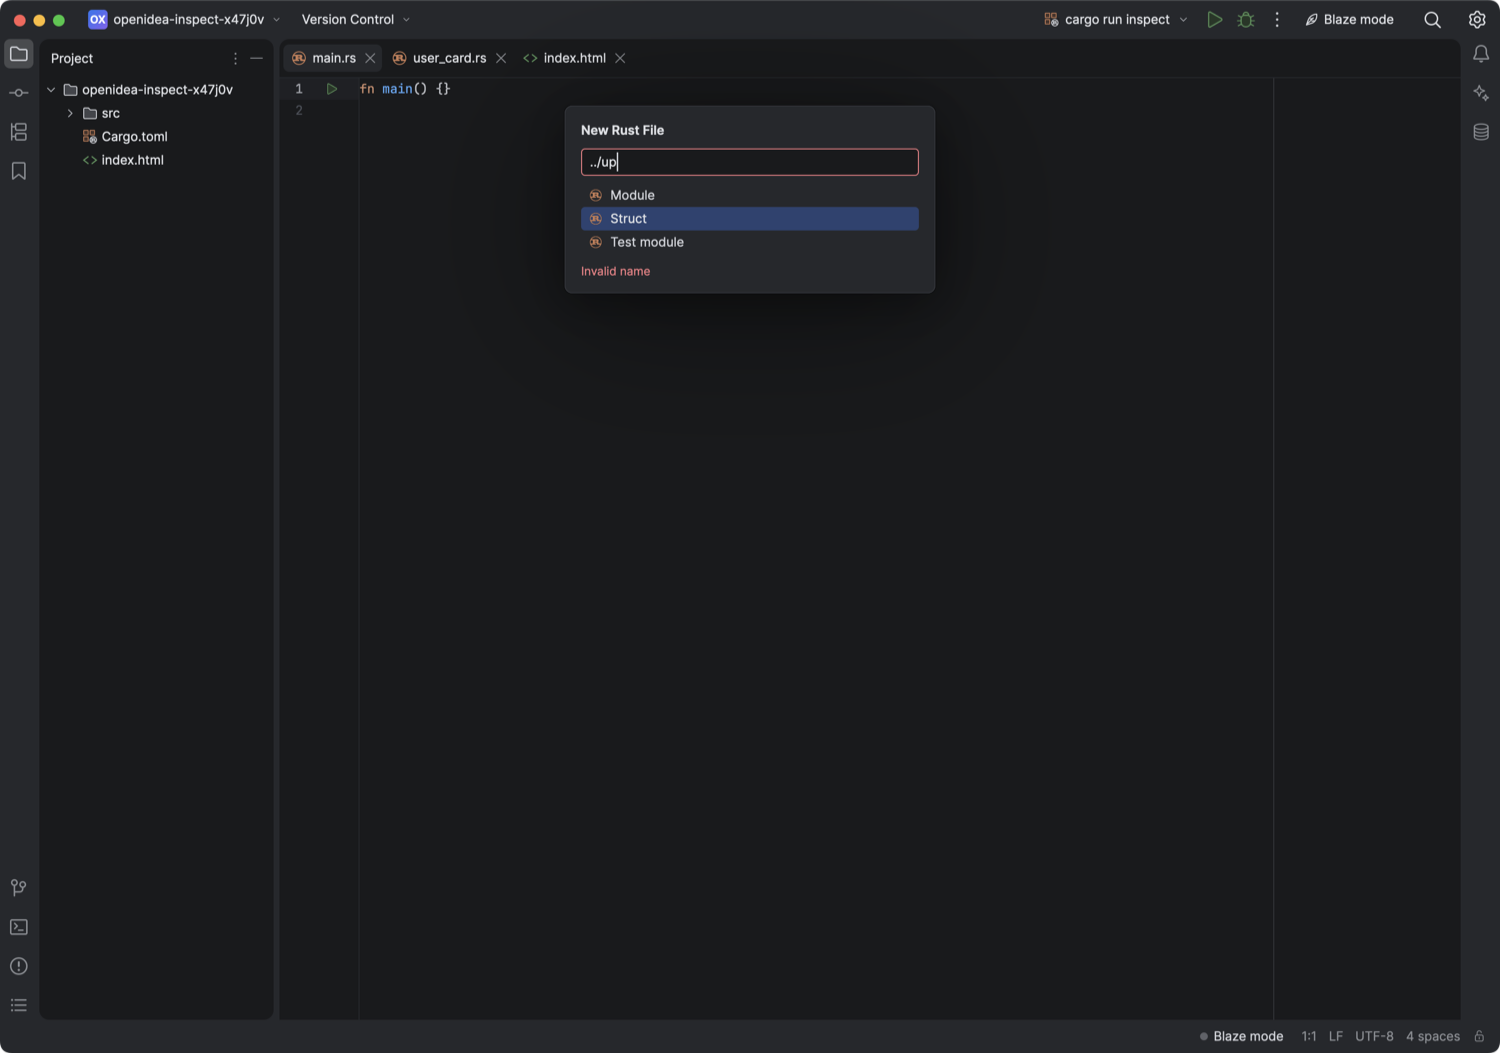 OX openidea-inspect-x47j0v Version Control cargo run inspect Blaze mode
Project
openidea-inspect-x47j0v
src
Cargo.toml
index.html
main.rs user_card.rs index.html
1 fn main() {}
2
New Rust File
../up
Module
Struct
Test module
Invalid name
Blaze mode 1:1 LF UTF-8 4 spaces